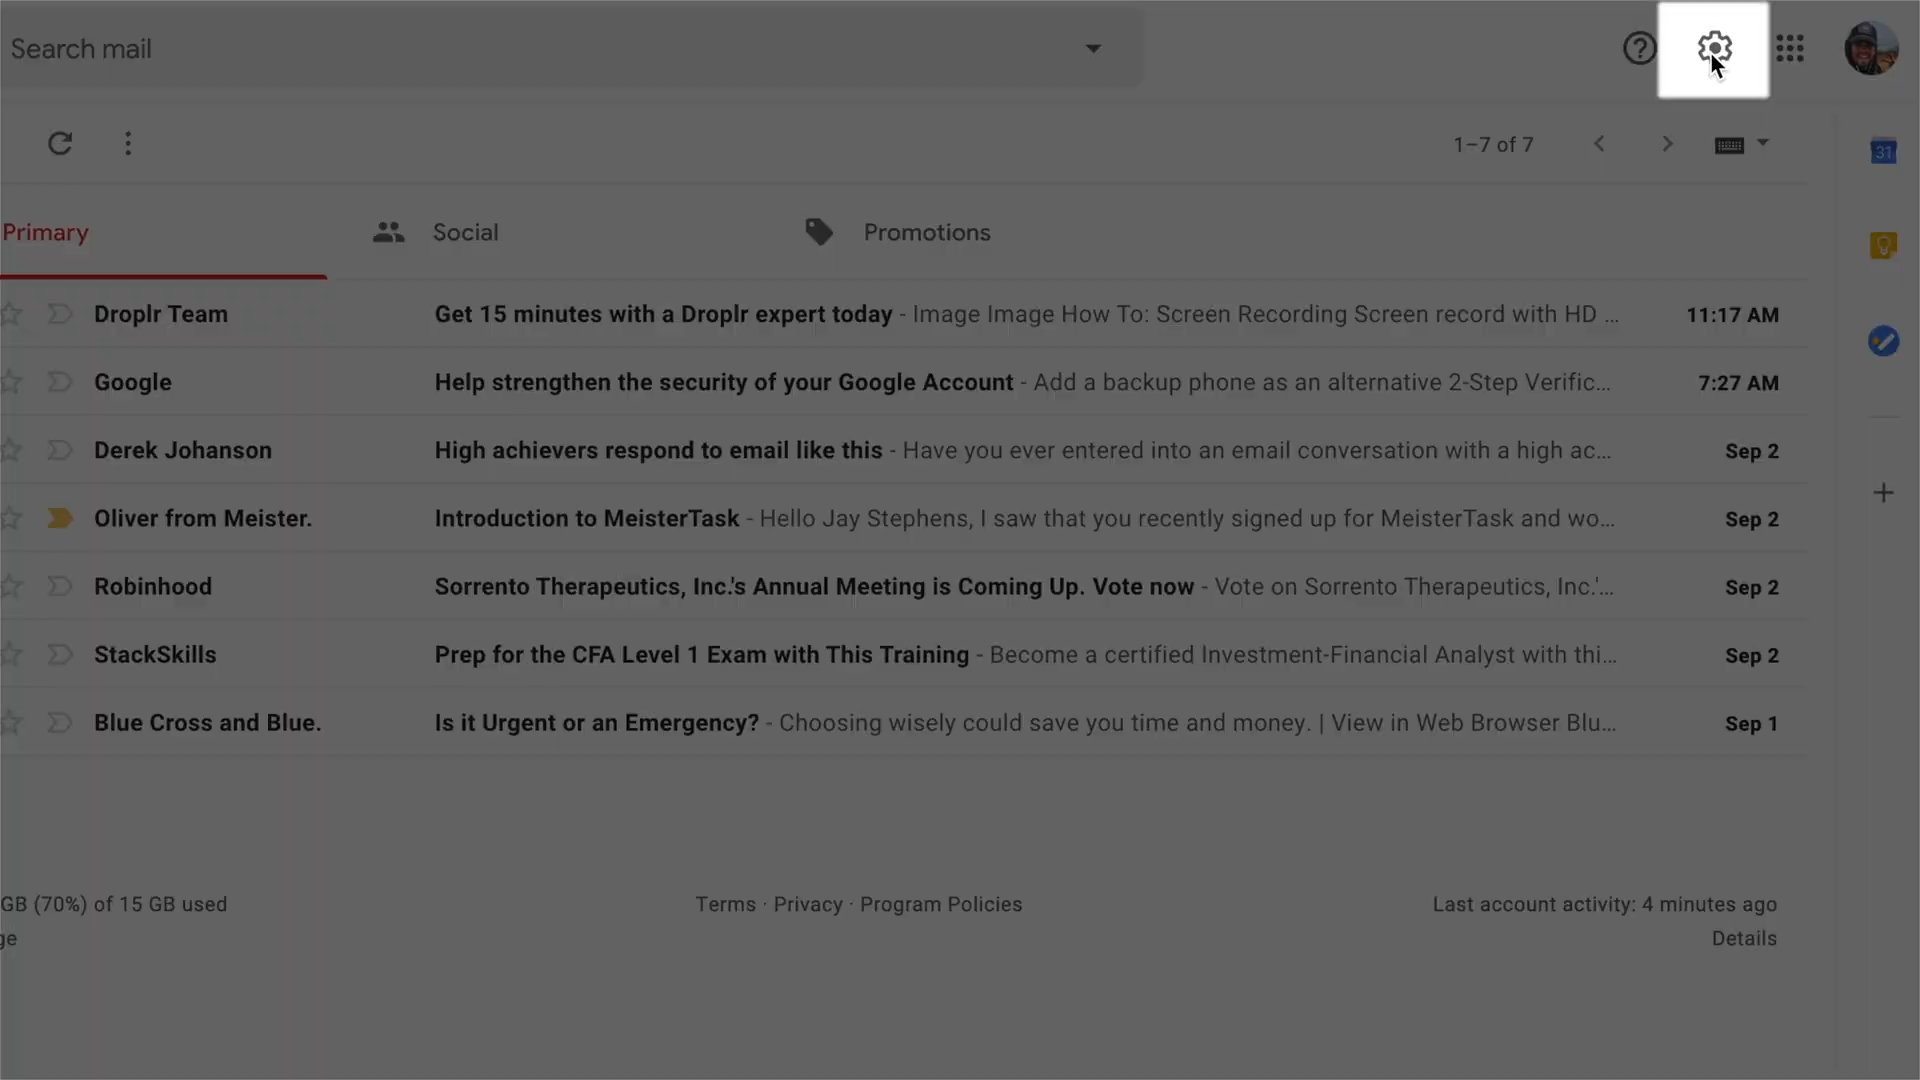 Search mail
1–7 of 7
31
Primary
Social
Promotions
Droplr Team Get 15 minutes with a Droplr expert today - Image Image How To: Screen Recording Screen record with HD ... 11:17 AM
Google Help strengthen the security of your Google Account - Add a backup phone as an alternative 2-Step Verific... 7:27 AM
Derek Johanson High achievers respond to email like this - Have you ever entered into an email conversation with a high ac... Sep 2
Oliver from Meister. Introduction to MeisterTask - Hello Jay Stephens, I saw that you recently signed up for MeisterTask and wo... Sep 2
Robinhood Sorrento Therapeutics, Inc.'s Annual Meeting is Coming Up. Vote now - Vote on Sorrento Therapeutics, Inc.'... Sep 2
StackSkills Prep for the CFA Level 1 Exam with This Training - Become a certified Investment-Financial Analyst with thi... Sep 2
Blue Cross and Blue. Is it Urgent or an Emergency? - Choosing wisely could save you time and money. | View in Web Browser Blu... Sep 1
GB (70%) of 15 GB used
ge
Terms · Privacy · Program Policies
Last account activity: 4 minutes ago
Details